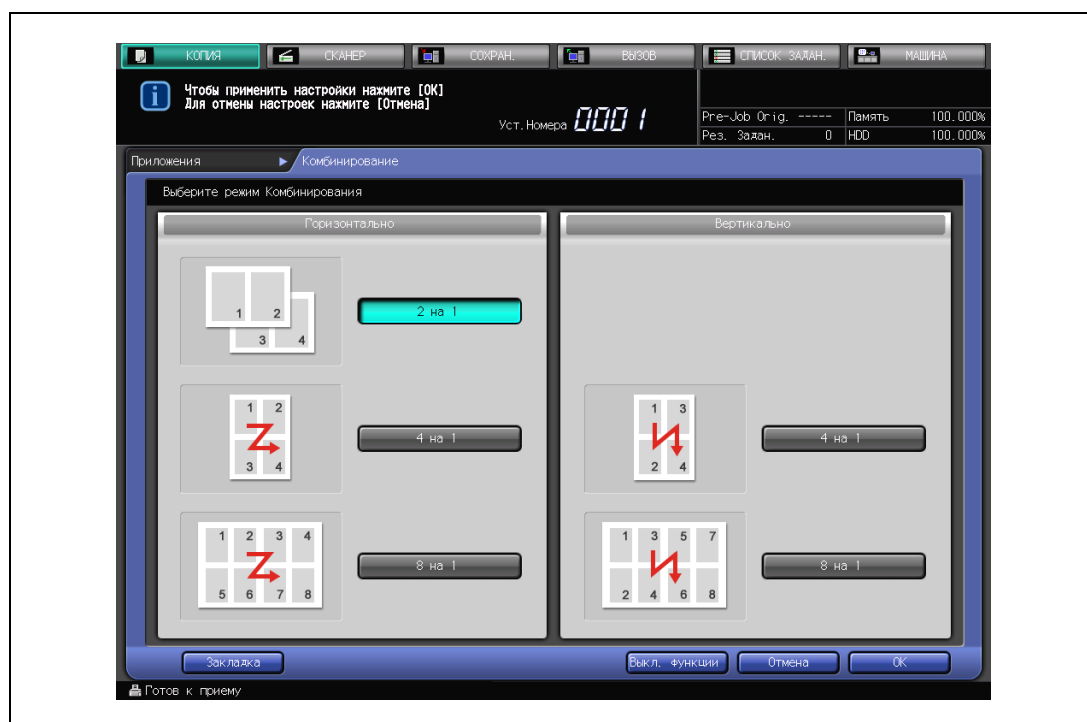 КОПИЯ СКАНЕР СОХРАН. ВЫЗОВ СПИСОК ЗАДАН. МАШИНА
Чтобы применить настройки нажмите [OK]
Для отмены настроек нажмите [Отмена]
Уст.Номера 0001
Pre-Job Orig. ----- Память 100.000%
Рез. Задан. 0 HDD 100.000%
Приложения Комбинирование
Выберите режим Комбинирования
Горизонтально Вертикально
1 2
3 4
2 на 1
1 2
3 4
4 на 1
1 3
2 4
4 на 1
1 2 3 4
5 6 7 8
8 на 1
1 3 5 7
2 4 6 8
8 на 1
Закладка Выкл. функции Отмена OK
Готов к приему